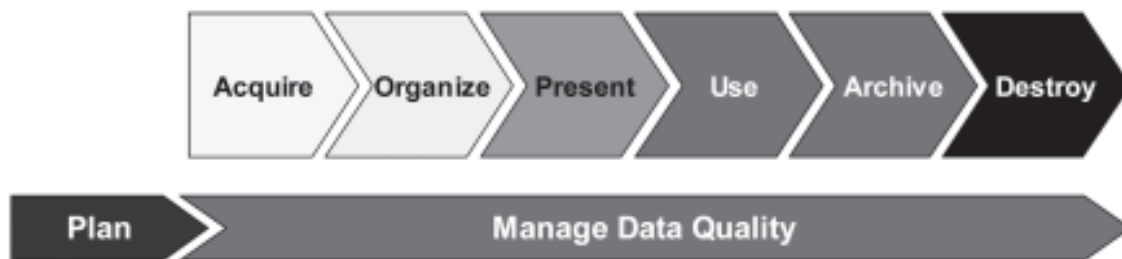 Acquire Organize Present Use Archive Destroy
Plan Manage Data Quality